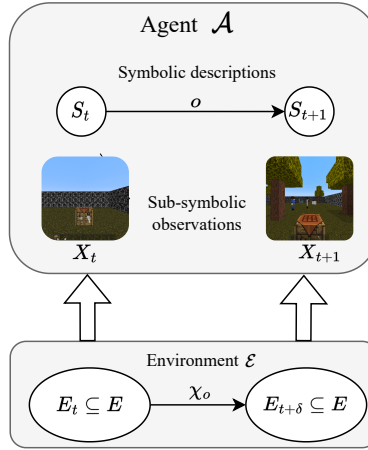 Agent 𝒜
Symbolic descriptions
S_t o S_{t+1}
Sub-symbolic
observations
X_t X_{t+1}
Environment ℰ
E_t ⊆ E χ_o E_{t+δ} ⊆ E